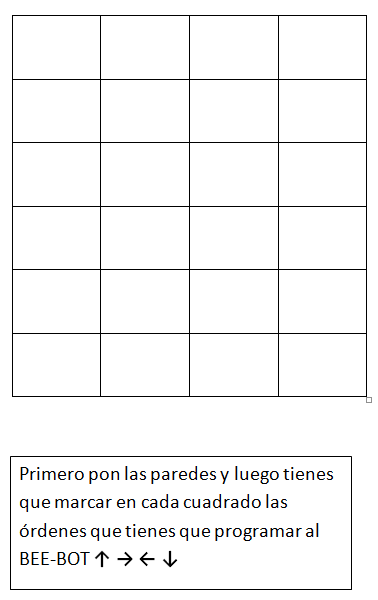 Primero pon las paredes y luego tienes
que marcar en cada cuadrado las
órdenes que tienes que programar al
BEE-BOT ↑ → ← ↓